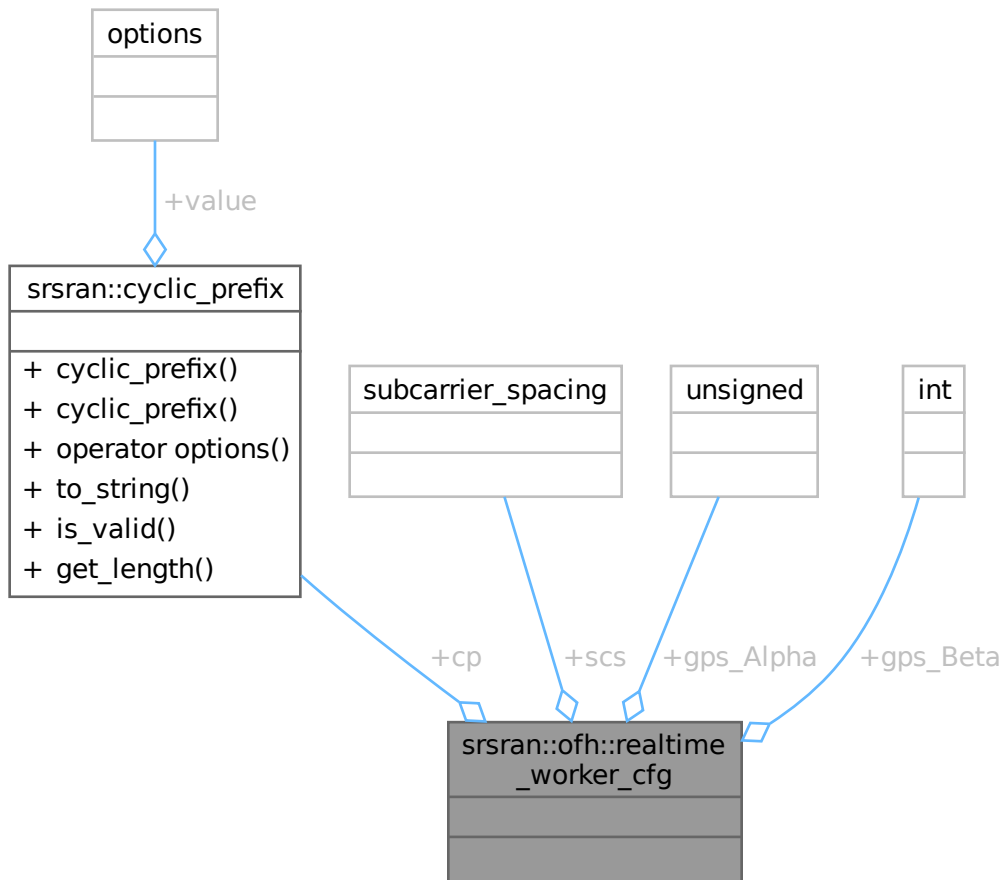 options
+value
srsran::cyclic_prefix
+ cyclic_prefix()
+ cyclic_prefix()
+ operator options()
+ to_string()
+ is_valid()
+ get_length()
subcarrier_spacing
unsigned
int
+cp
+scs
+gps_Alpha
+gps_Beta
srsran::ofh::realtime
_worker_cfg